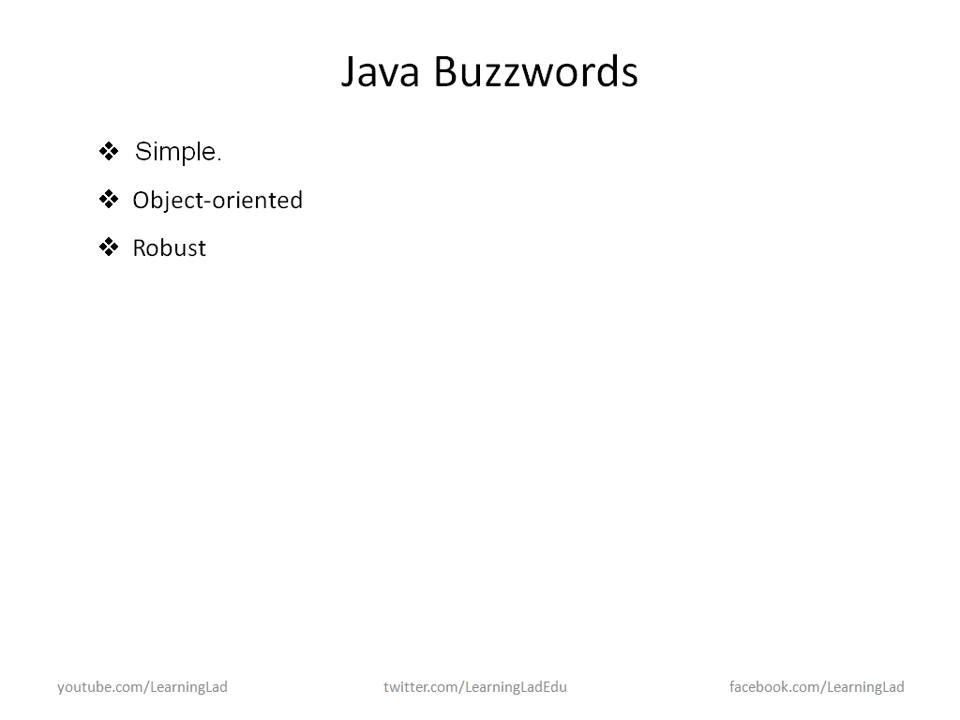 Java Buzzwords
❖ Simple.
❖ Object-oriented
❖ Robust
youtube.com/LearningLad twitter.com/LearningLadEdu facebook.com/LearningLad